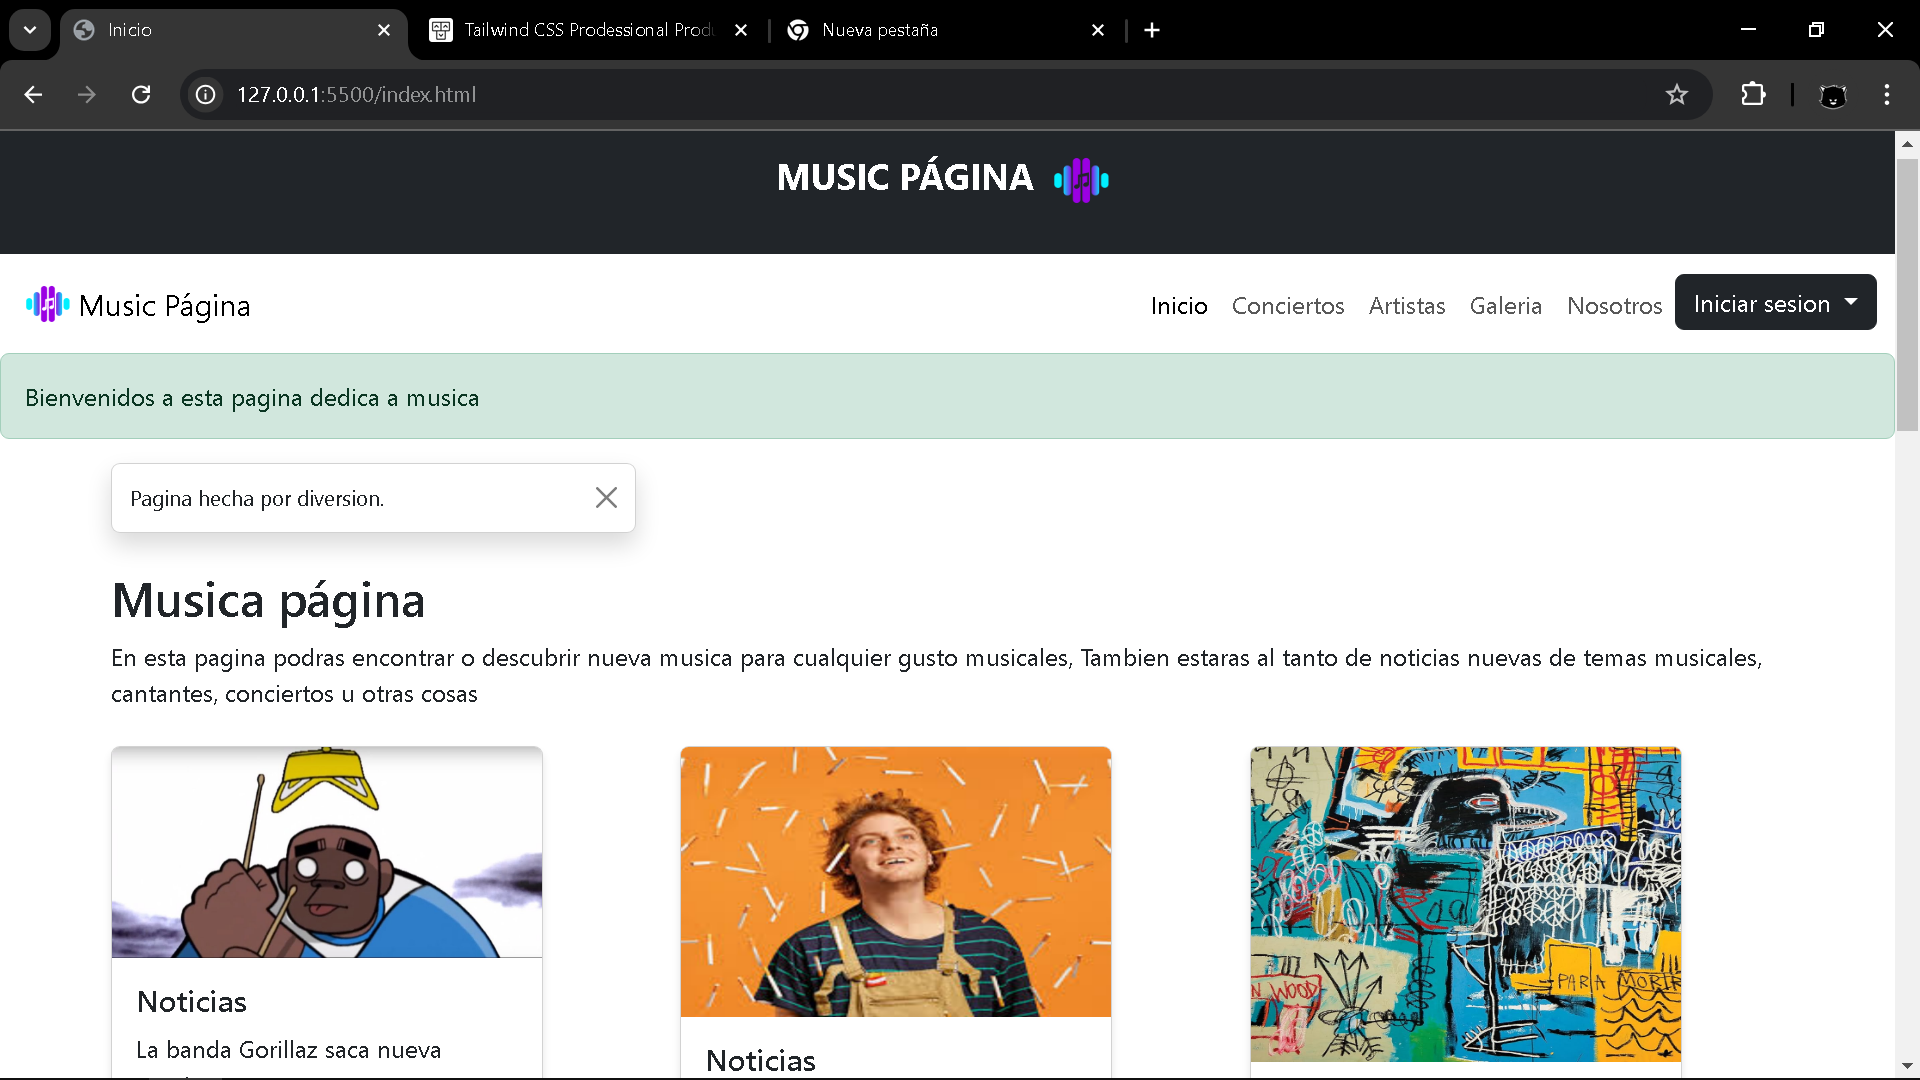 Inicio
Tailwind CSS Prodessional Prod
Nueva pestaña
127.0.0.1:5500/index.html
MUSIC PÁGINA
Music Página
Inicio
Conciertos
Artistas
Galeria
Nosotros
Iniciar sesion
Bienvenidos a esta pagina dedica a musica
Pagina hecha por diversion.
Musica página
En esta pagina podras encontrar o descubrir nueva musica para cualquier gusto musicales, Tambien estaras al tanto de noticias nuevas de temas musicales,
cantantes, conciertos u otras cosas
WOOD
PARA MORIR
Noticias
La banda Gorillaz saca nueva
Noticias